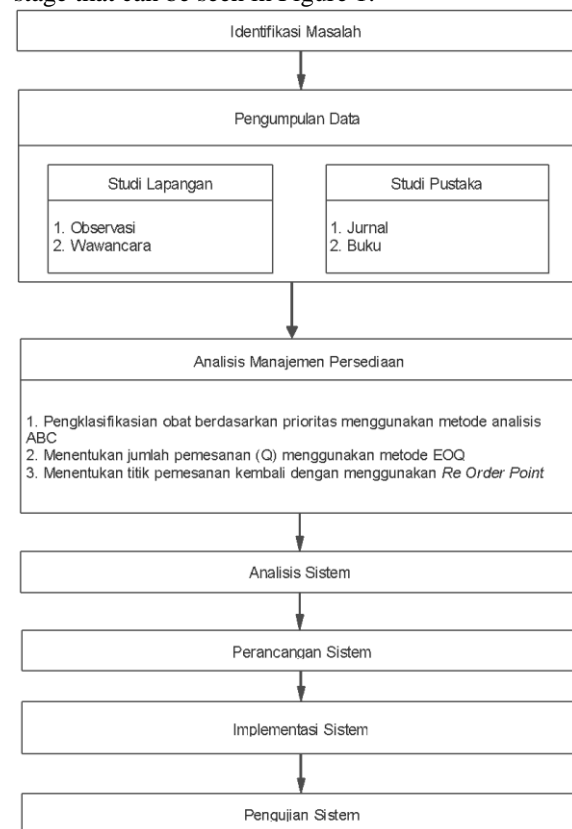 stage that can be seen in Figure 1.
Identifikasi Masalah
Pengumpulan Data
Studi Lapangan
1. Observasi
2. Wawancara
Studi Pustaka
1. Jurnal
2. Buku
Analisis Manajemen Persediaan
1. Pengklasifikasian obat berdasarkan prioritas menggunakan metode analisis
ABC
2. Menentukan jumlah pemesanan (Q) menggunakan metode EOQ
3. Menentukan titik pemesanan kembali dengan menggunakan Re Order Point
Analisis Sistem
Perancangan Sistem
Implementasi Sistem
Pengujian Sistem